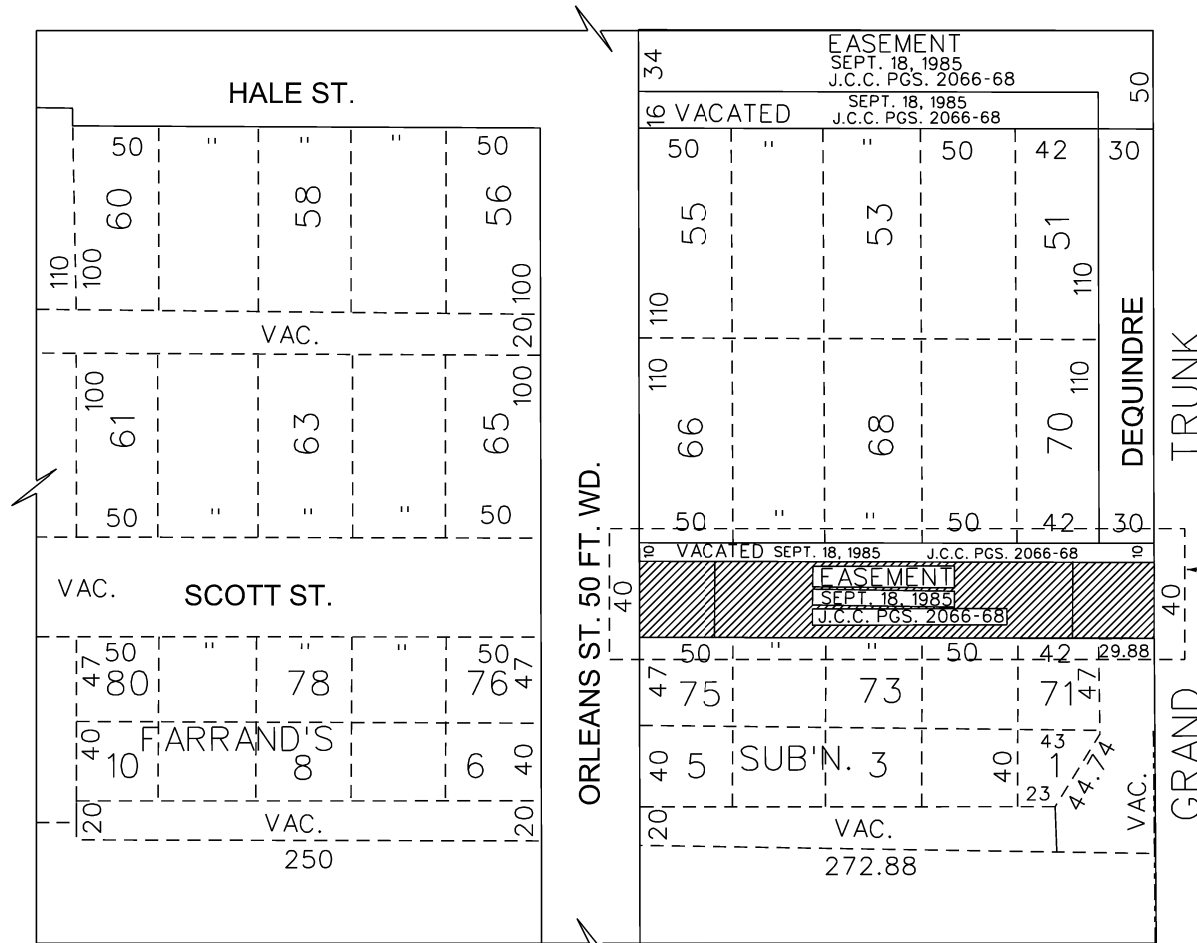 EASEMENT
SEPT. 18, 1985
J.C.C. PGS. 2066-68
34
50
HALE ST.
16 VACATED
SEPT. 18, 1985
J.C.C. PGS. 2066-68
50 " " 50
50 " " 50 42 30
60 58 56
55 53 51
110 100 100
110 110
VAC. 20
100 100
110 110
61 63 65
66 68 70
DEQUINDRE
TRUNK
50 " " " 50
50 " " 50 42 30
ORLEANS ST. 50 FT. WD.
10 VACATED SEPT. 18, 1985 J.C.C. PGS. 2066-68 10
VAC.
SCOTT ST.
40
EASEMENT
SEPT. 18, 1985
J.C.C. PGS. 2066-68
40
50 " " 50
50 " " 50 42 29.88
47 80 78 76 47
47 75 73 71 47
GRAND
FARRAND'S
SUB'N.
40 10 8 6 40
40 5 3 40 43 1 23 44.74
VAC.
20 VAC. 20
20 VAC.
250
272.88